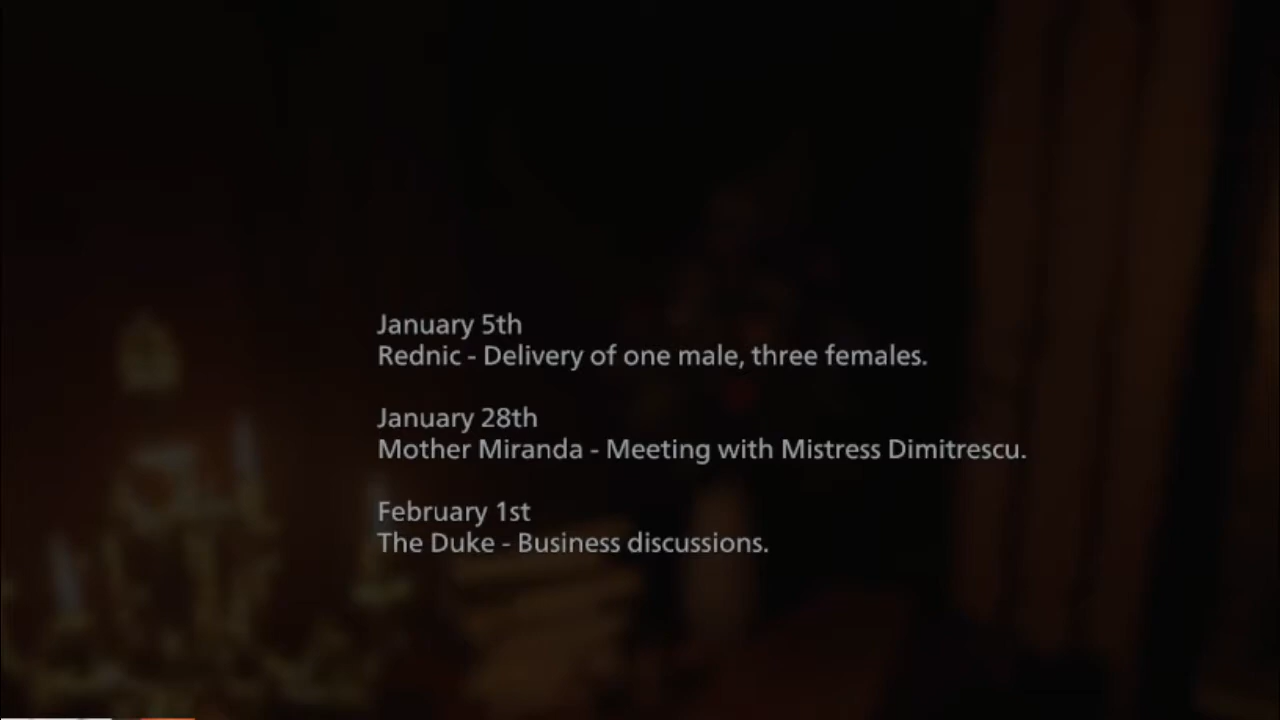 January 5th
Rednic - Delivery of one male, three females.
January 28th
Mother Miranda - Meeting with Mistress Dimitrescu.
February 1st
The Duke - Business discussions.